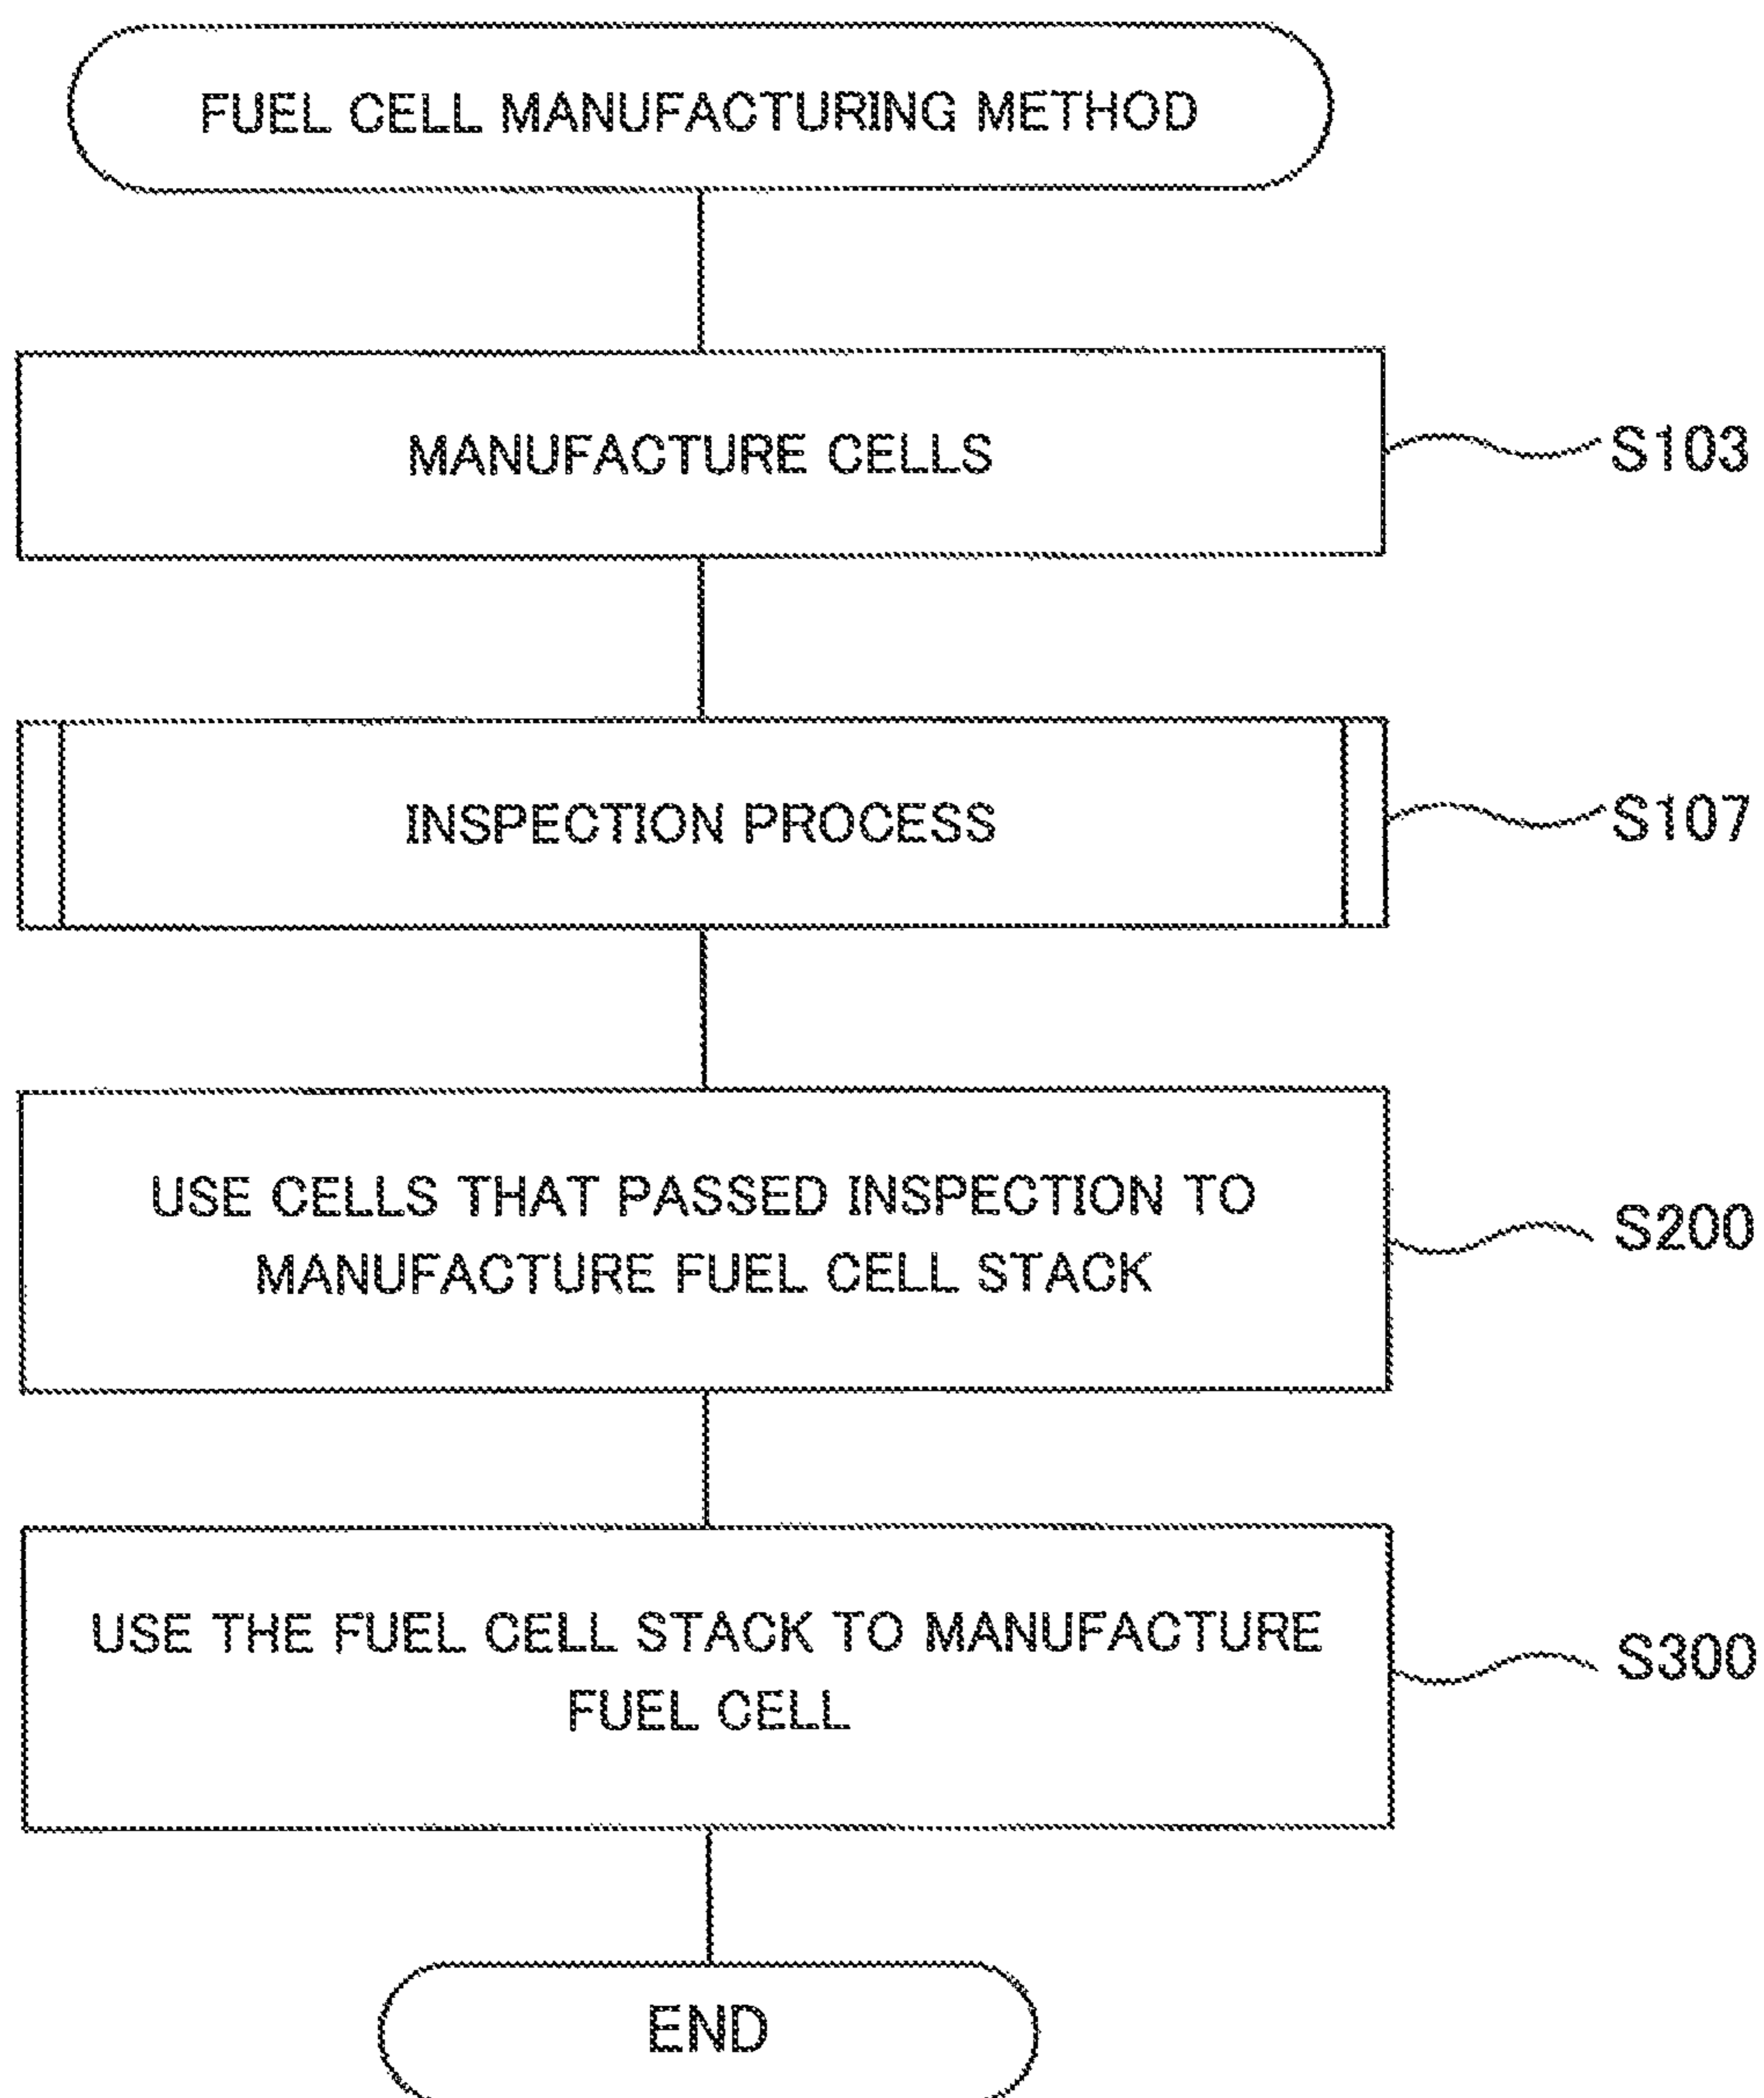 FUEL CELL MANUFACTURING METHOD
MANUFACTURE CELLS
S103
INSPECTION PROCESS
S107
USE CELLS THAT PASSED INSPECTION TO
MANUFACTURE FUEL CELL STACK
S200
USE THE FUEL CELL STACK TO MANUFACTURE
FUEL CELL
S300
END